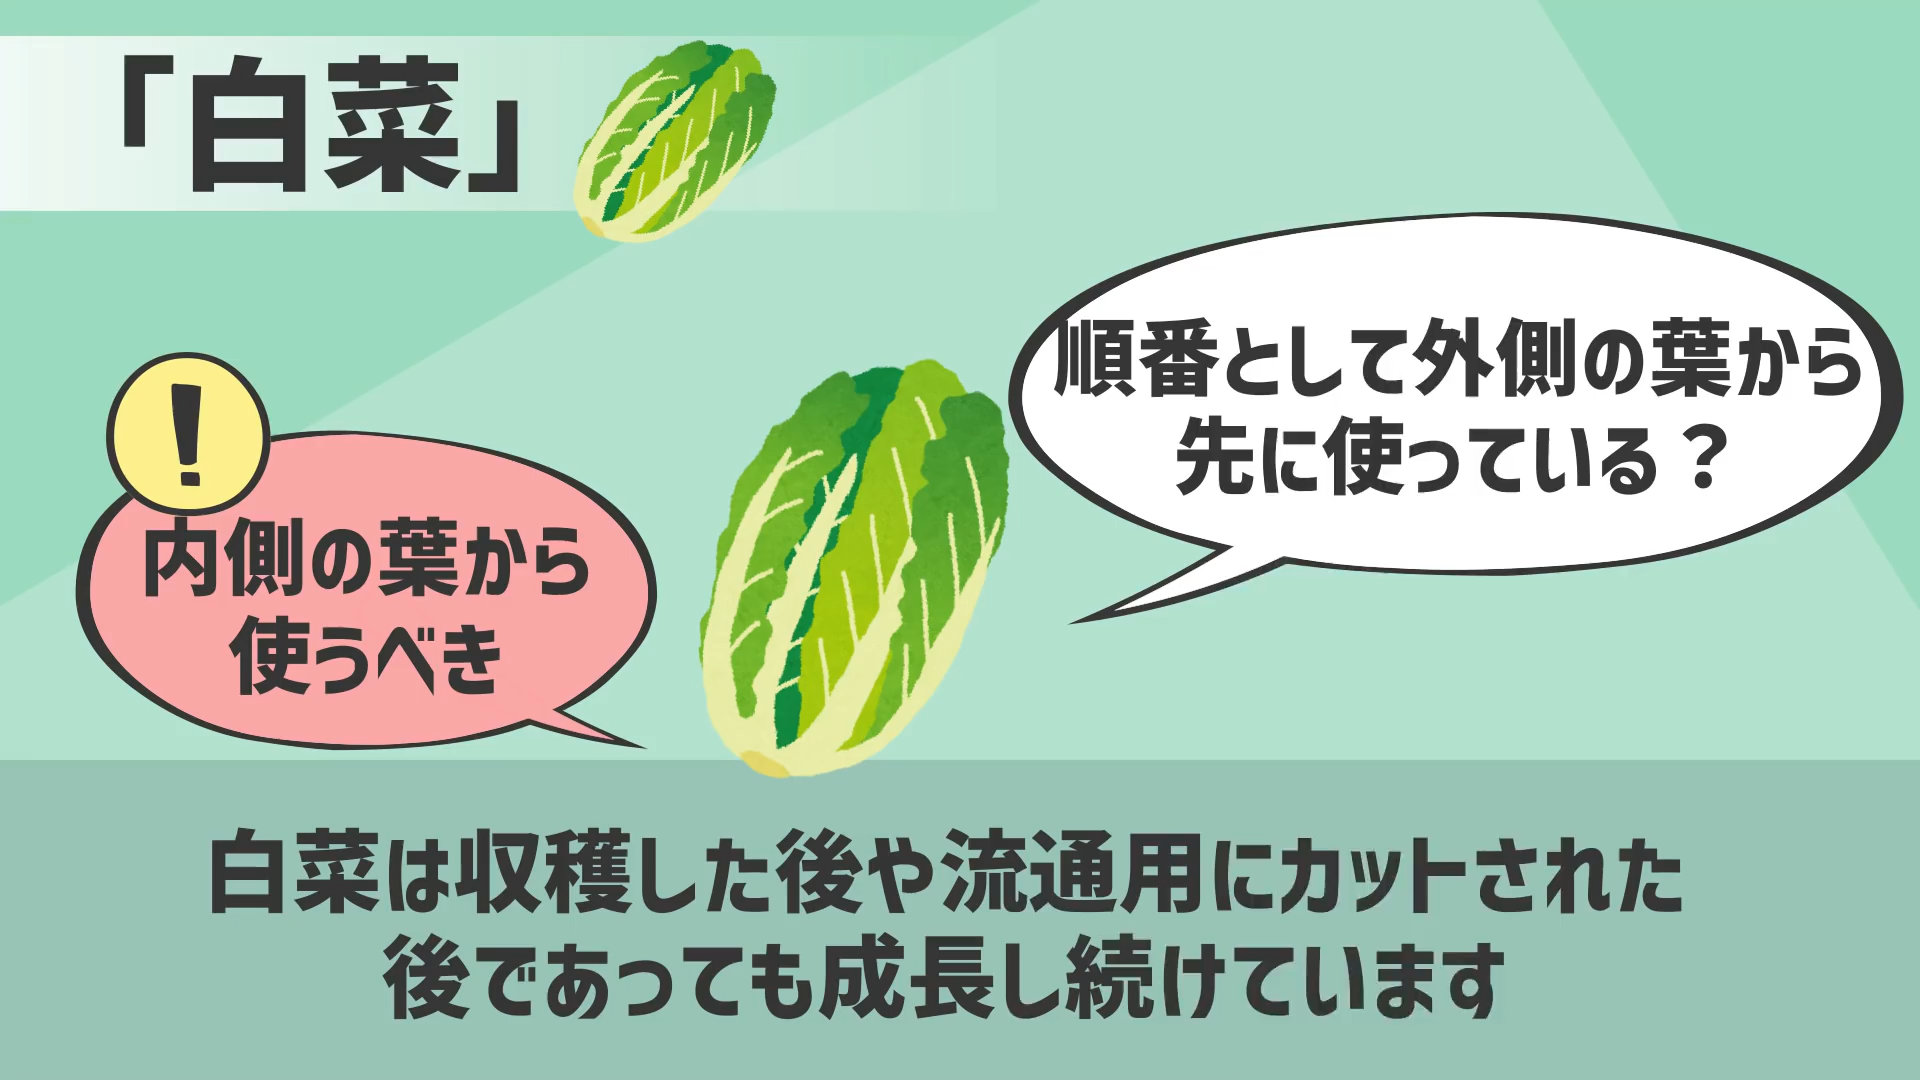 「白菜」
順番として外側の葉から
先に使っている？
！
内側の葉から
使うべき
白菜は収穫した後や流通用にカットされた
後であっても成長し続けています